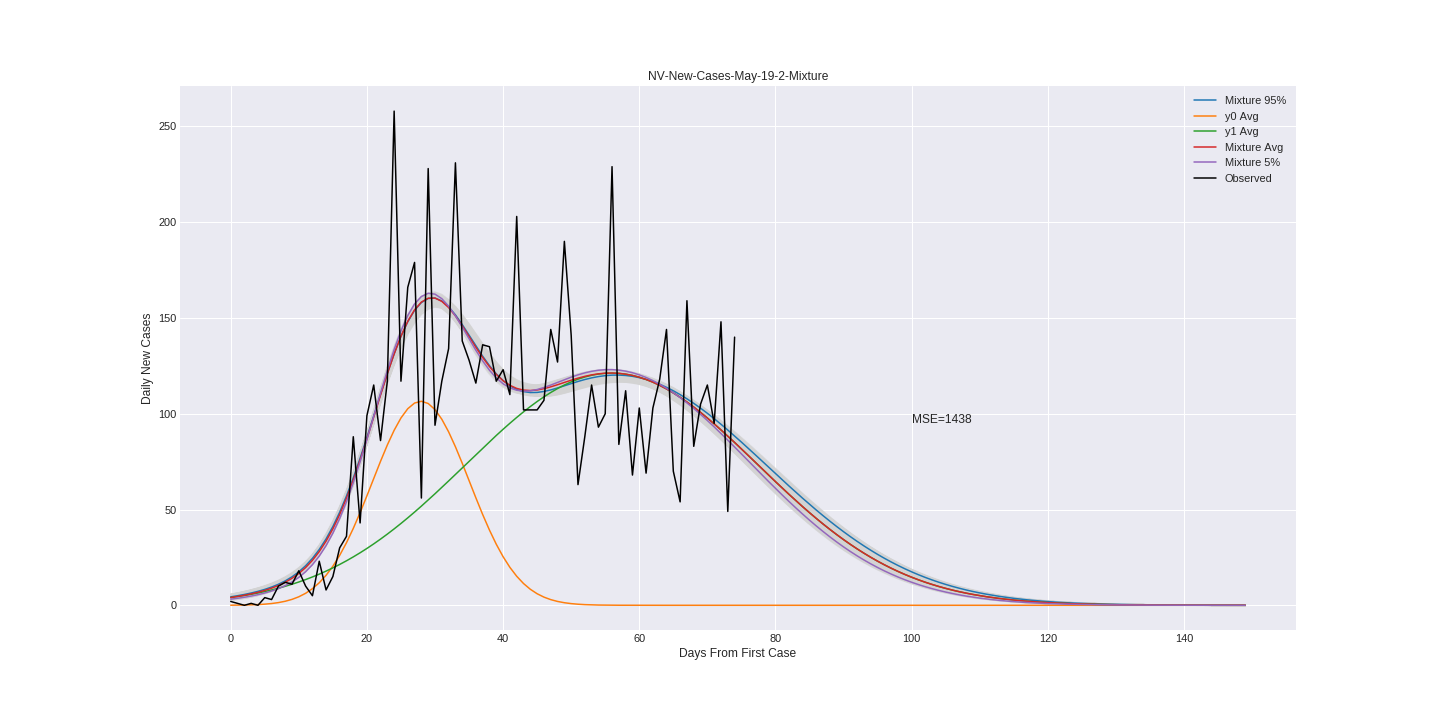 NV-New-Cases-May-19-2-Mixture
Mixture 95%
y0 Avg
y1 Avg
Mixture Avg
Mixture 5%
Observed
Daily New Cases
250
200
150
100
50
0
MSE=1438
0 20 40 60 80 100 120 140
Days From First Case